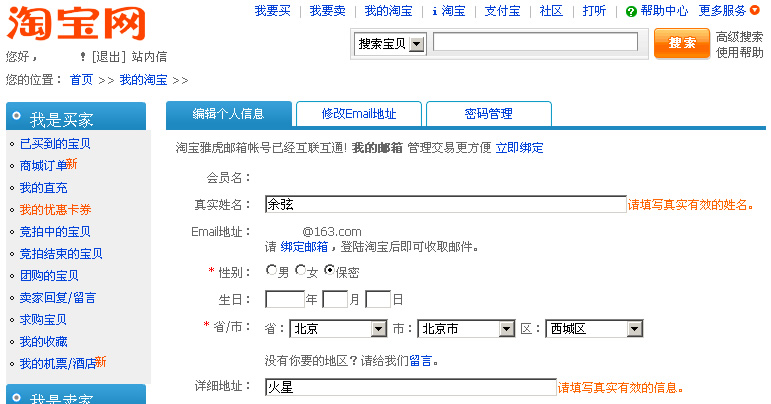 淘宝网
我要买 | 我要卖 | 我的淘宝 | i 淘宝 | 支付宝 | 社区 | 打听 | ? 帮助中心 更多服务
搜索宝贝 搜索 高级搜索
使用帮助
您好， ！[退出] 站内信
您的位置： 首页 >> 我的淘宝 >>
我是买家
已买到的宝贝
商城订单新
我的直充
我的优惠卡券
竞拍中的宝贝
竞拍结束的宝贝
团购的宝贝
卖家回复/留言
求购宝贝
我的收藏
我的机票/酒店新
我是卖家
编辑个人信息 修改Email地址 密码管理
淘宝雅虎邮箱帐号已经互联互通! 我的邮箱 管理交易更方便 立即绑定
会员名：
真实姓名： 余弦 请填写真实有效的姓名。
Email地址： @163.com
请 绑定邮箱，登陆淘宝后即可收取邮件。
* 性别： 男 女 保密
生日： 年 月 日
* 省/市： 省： 北京 市： 北京市 区： 西城区
没有你要的地区？请给我们留言。
详细地址： 火星 请填写真实有效的信息。